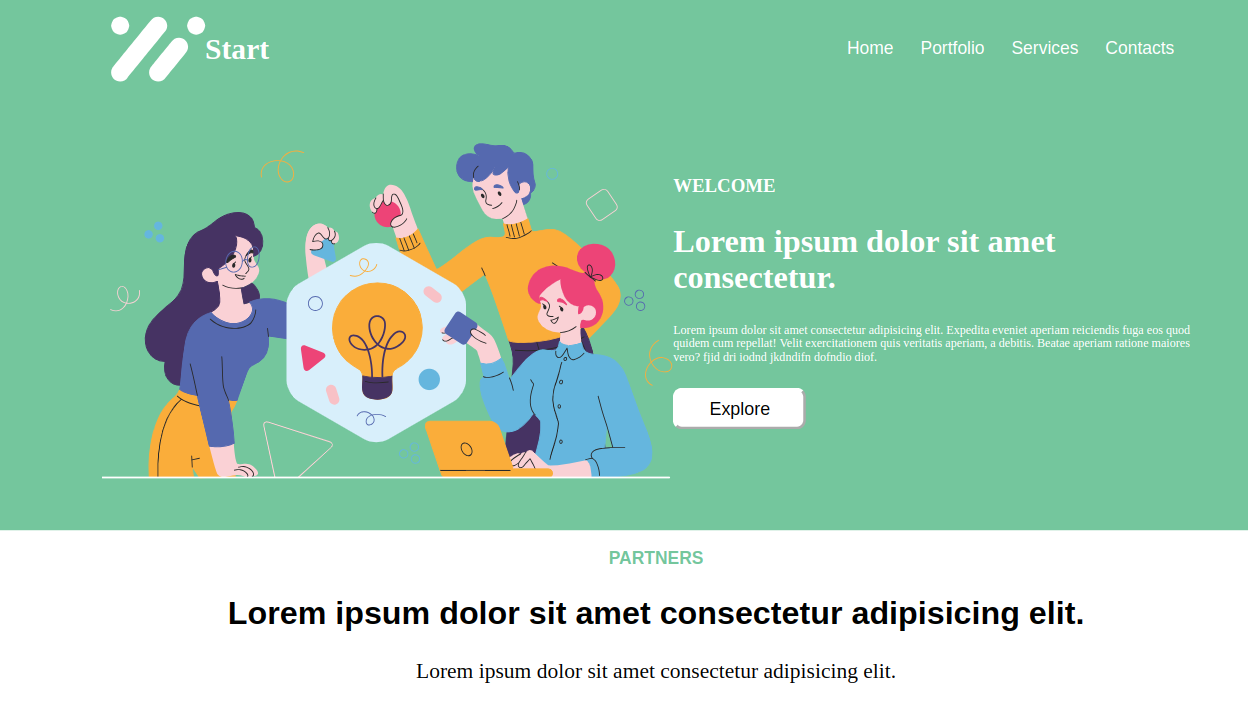 Start
Home Portfolio Services Contacts
WELCOME
Lorem ipsum dolor sit amet
consectetur.
Lorem ipsum dolor sit amet consectetur adipisicing elit. Expedita eveniet aperiam reiciendis fuga eos quod
quidem cum repellat! Velit exercitationem quis veritatis aperiam, a debitis. Beatae aperiam ratione maiores
vero? fjid dri iodnd jkdndifn dofndio diof.
Explore
PARTNERS
Lorem ipsum dolor sit amet consectetur adipisicing elit.
Lorem ipsum dolor sit amet consectetur adipisicing elit.